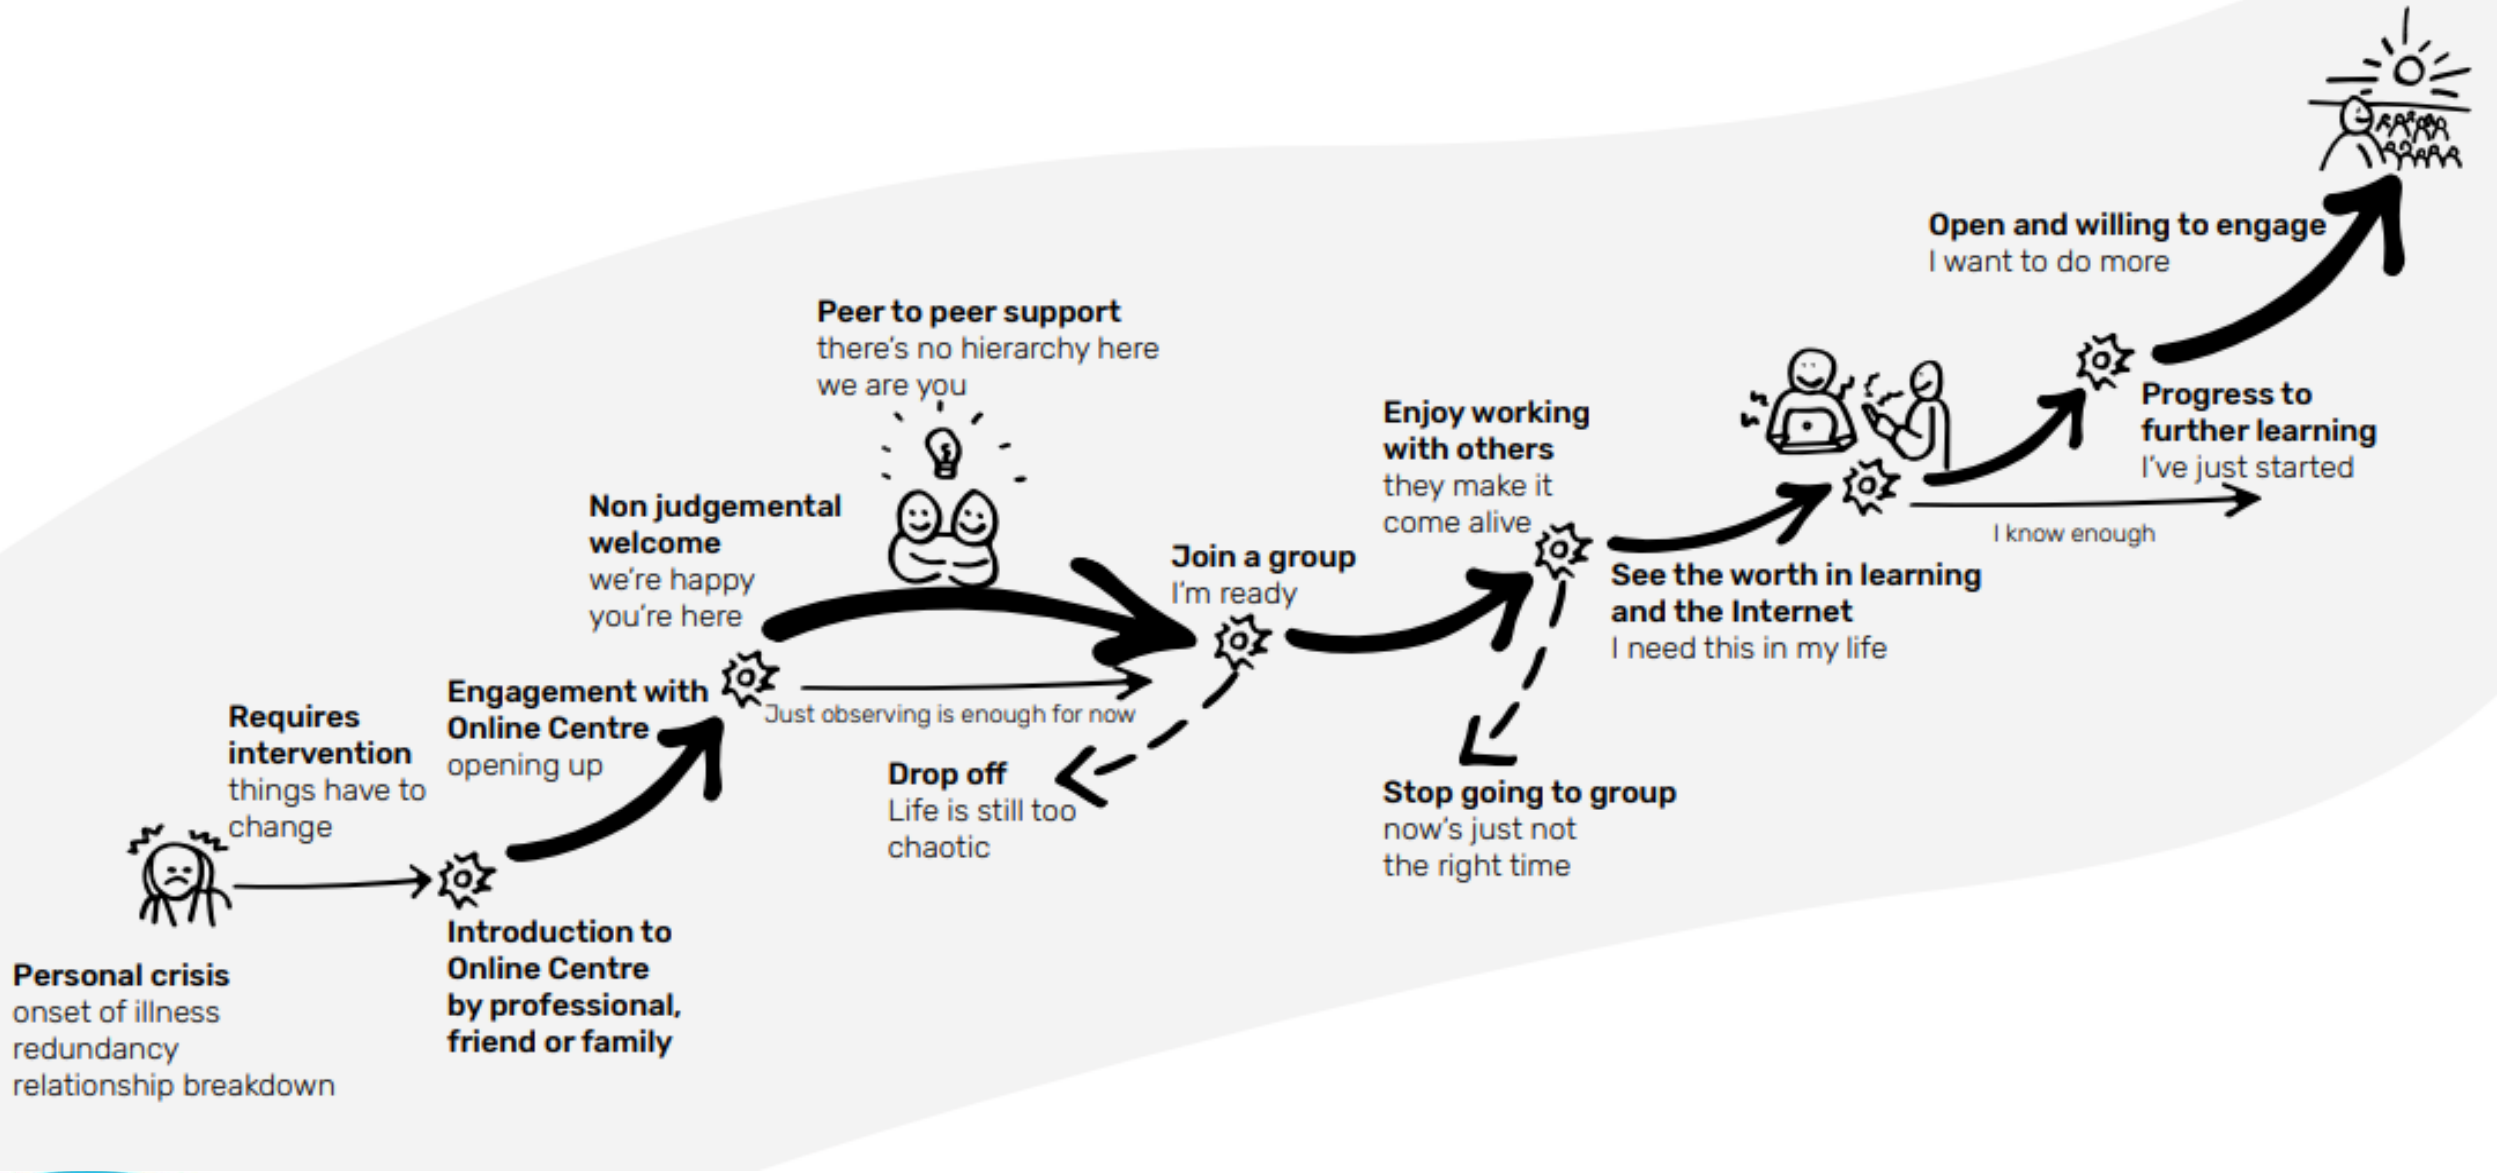 Personal crisis
onset of illness
redundancy
relationship breakdown
Requires
intervention
things have to
change
Introduction to
Online Centre
by professional,
friend or family
Engagement with
Online Centre
opening up
Non judgemental
welcome
we're happy
you're here
Peer to peer support
there's no hierarchy here
we are you
Just observing is enough for now
Join a group
I'm ready
Drop off
Life is still too
chaotic
Enjoy working
with others
they make it
come alive
Stop going to group
now's just not
the right time
See the worth in learning
and the Internet
I need this in my life
I know enough
Progress to
further learning
I've just started
Open and willing to engage
I want to do more